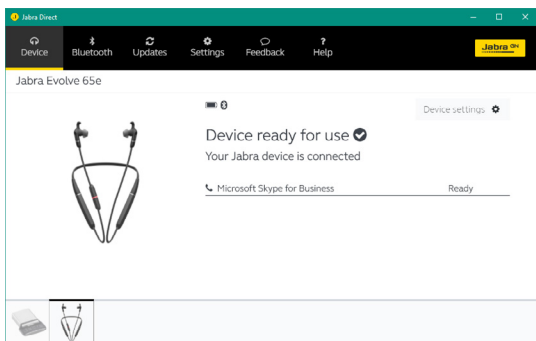 Jabra Direct
Device
Bluetooth
Updates
Settings
Feedback
Help
Jabra GN
Jabra Evolve 65e
Device settings
Device ready for use
Your Jabra device is connected
Microsoft Skype for Business Ready